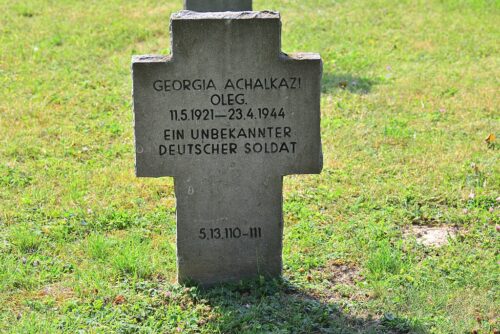 GEORGIA ACHALKAZI
OLEG.
11.5.1921—23.4.1944
EIN UNBEKANNTER
DEUTSCHER SOLDAT
5.13.110-111